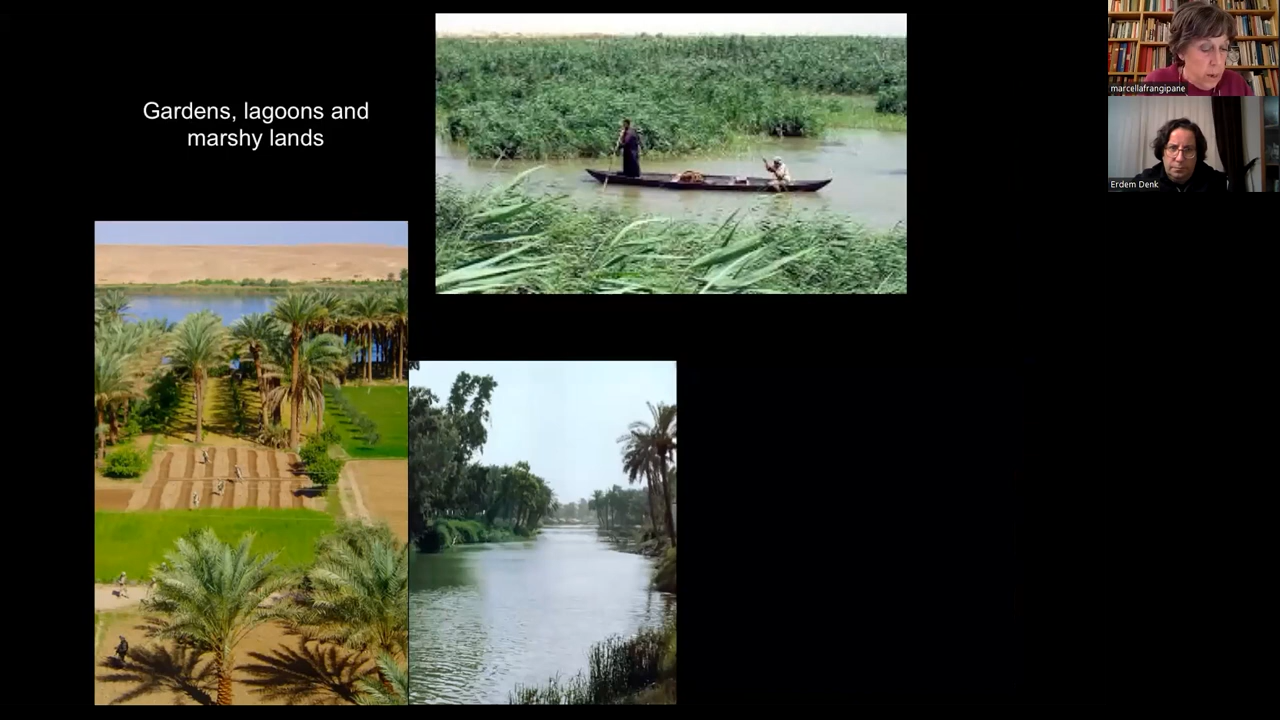 Gardens, lagoons and
marshy lands
marcellafrangipane
Erdem Denk